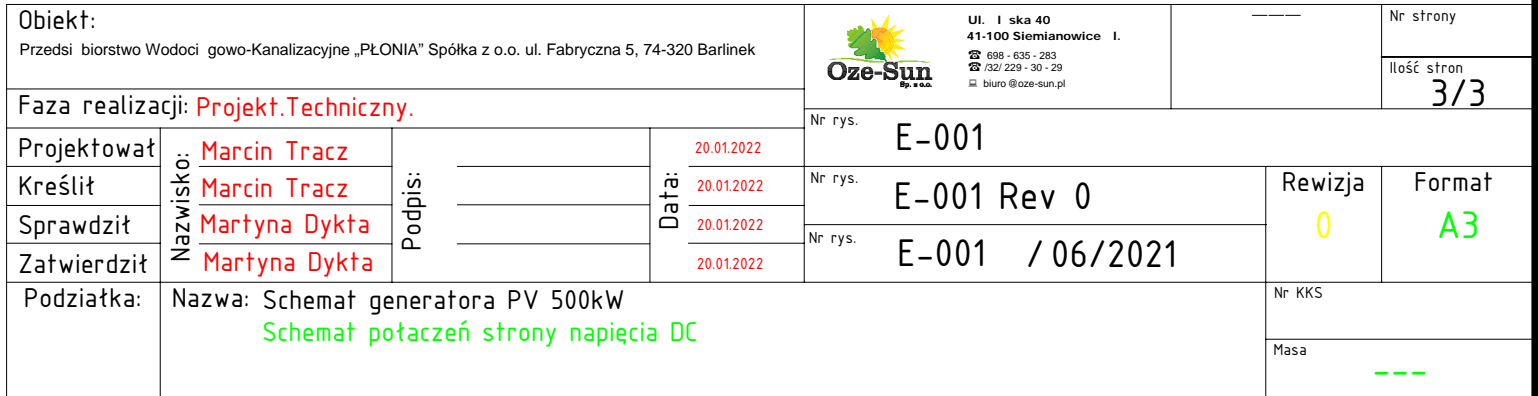 Obiekt:
Przedsi biorstwo Wodoci gowo-Kanalizacyjne „PŁONIA” Spółka z o.o. ul. Fabryczna 5, 74-320 Barlinek
Faza realizacji: Projekt.Techniczny.
Projektował
Kreślił
Sprawdził
Zatwierdził
Nazwisko:
Marcin Tracz
Marcin Tracz
Martyna Dykta
Martyna Dykta
Podpis:
Data:
20.01.2022
20.01.2022
20.01.2022
20.01.2022
Oze-Sun
Sp. z o.o.
Ul. I ska 40
41-100 Siemianowice I.
☎ 698 - 635 - 283
☎ /32/ 229 - 30 - 29
biuro @oze-sun.pl
———
Nr strony
Ilość stron
3/3
Nr rys. E-001
Nr rys. E-001 Rev 0
Nr rys. E-001 / 06/2021
Rewizja
0
Format
A3
Podziałka:
Nazwa: Schemat generatora PV 500kW
Schemat połaczeń strony napięcia DC
Nr KKS
Masa
---